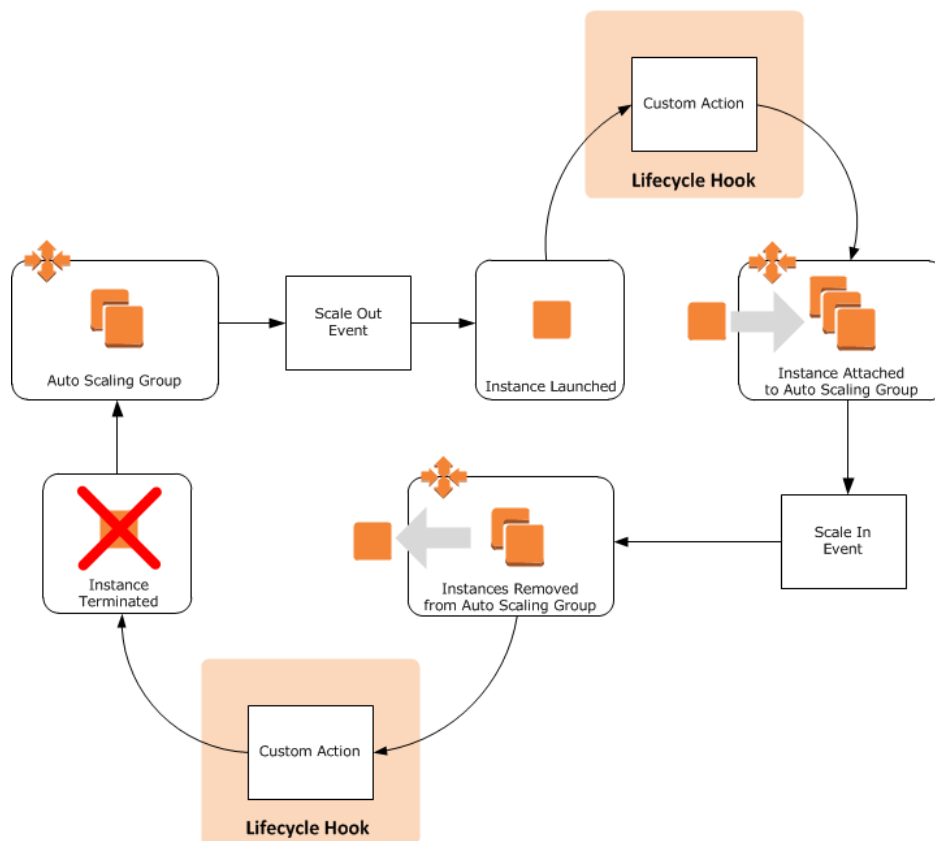 Custom Action
Lifecycle Hook
Auto Scaling Group
Scale Out
Event
Instance Launched
Instance Attached
to Auto Scaling Group
Scale In
Event
Instances Removed
from Auto Scaling Group
Instance
Terminated
Custom Action
Lifecycle Hook